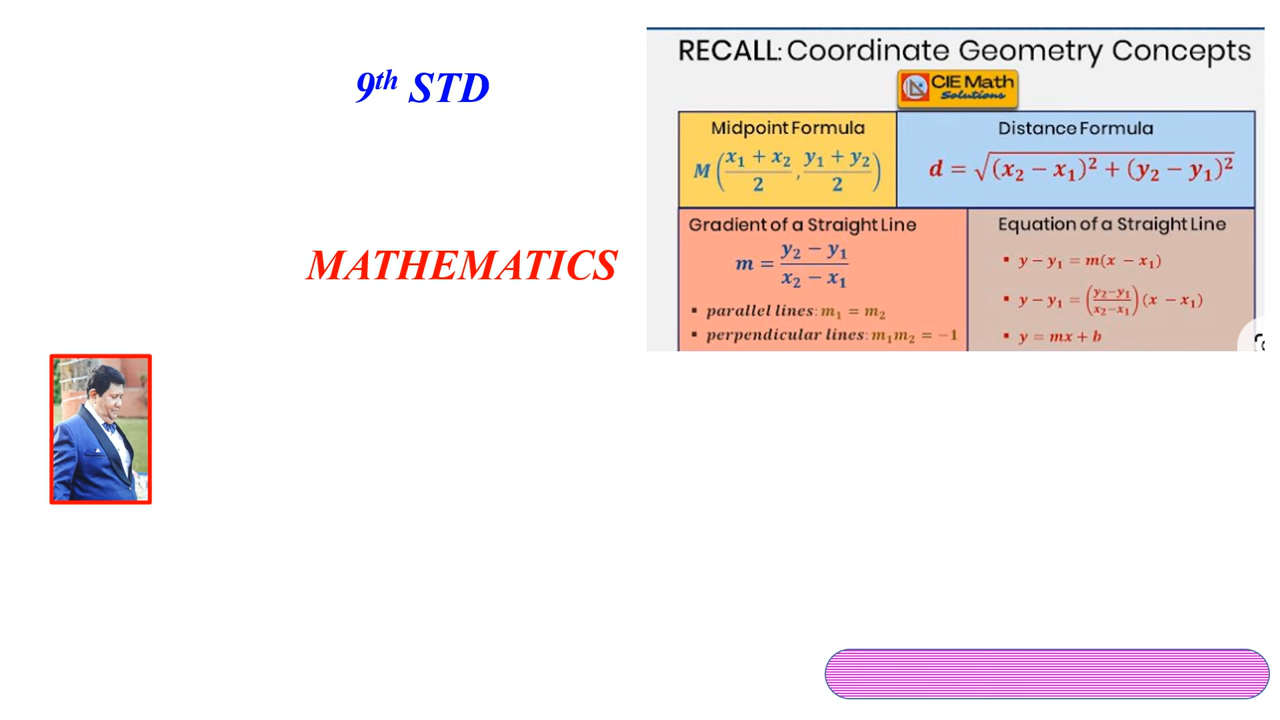 9th STD
MATHEMATICS
RECALL: Coordinate Geometry Concepts
CIE Math
Solutions
Midpoint Formula
M((x₁ + x₂)/2, (y₁ + y₂)/2)
Distance Formula
d = √((x₂ − x₁)² + (y₂ − y₁)²)
Gradient of a Straight Line
m = (y₂ − y₁)/(x₂ − x₁)
▪ parallel lines: m₁ = m₂
▪ perpendicular lines: m₁m₂ = −1
Equation of a Straight Line
▪ y − y₁ = m(x − x₁)
▪ y − y₁ = ((y₂−y₁)/(x₂−x₁))(x − x₁)
▪ y = mx + b